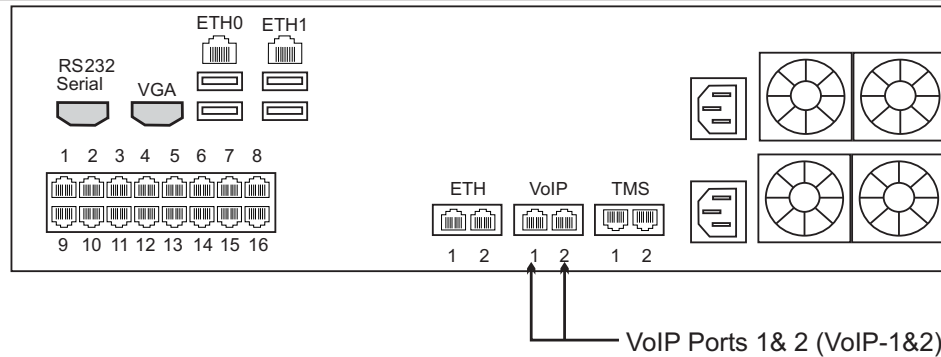 ETH0 ETH1
RS232
Serial
VGA
1 2 3 4 5 6 7 8
9 10 11 12 13 14 15 16
ETH VoIP TMS
1 2 1 2 1 2
VoIP Ports 1& 2 (VoIP-1&2)